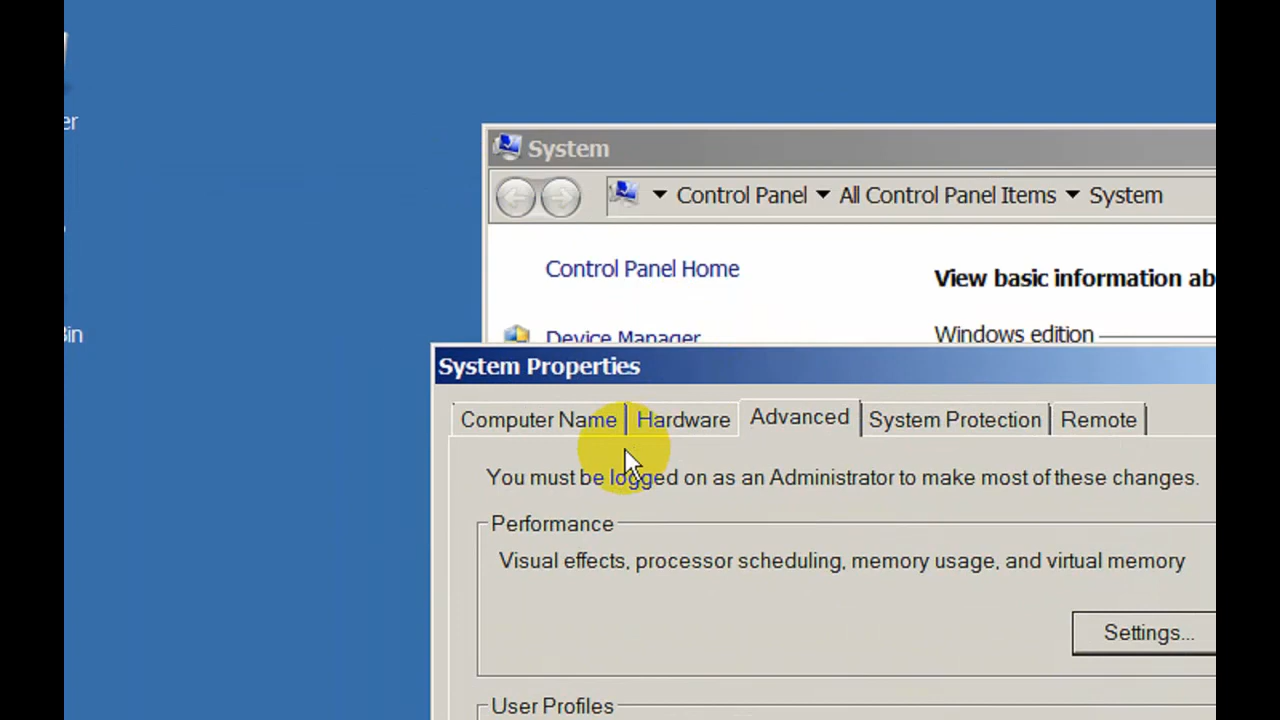 er
System
Control Panel All Control Panel Items System
Control Panel Home
View basic information ab
Bin
Device Manager
Windows edition
System Properties
Computer Name Hardware Advanced System Protection Remote
You must be logged on as an Administrator to make most of these changes.
Performance
Visual effects, processor scheduling, memory usage, and virtual memory
Settings...
User Profiles